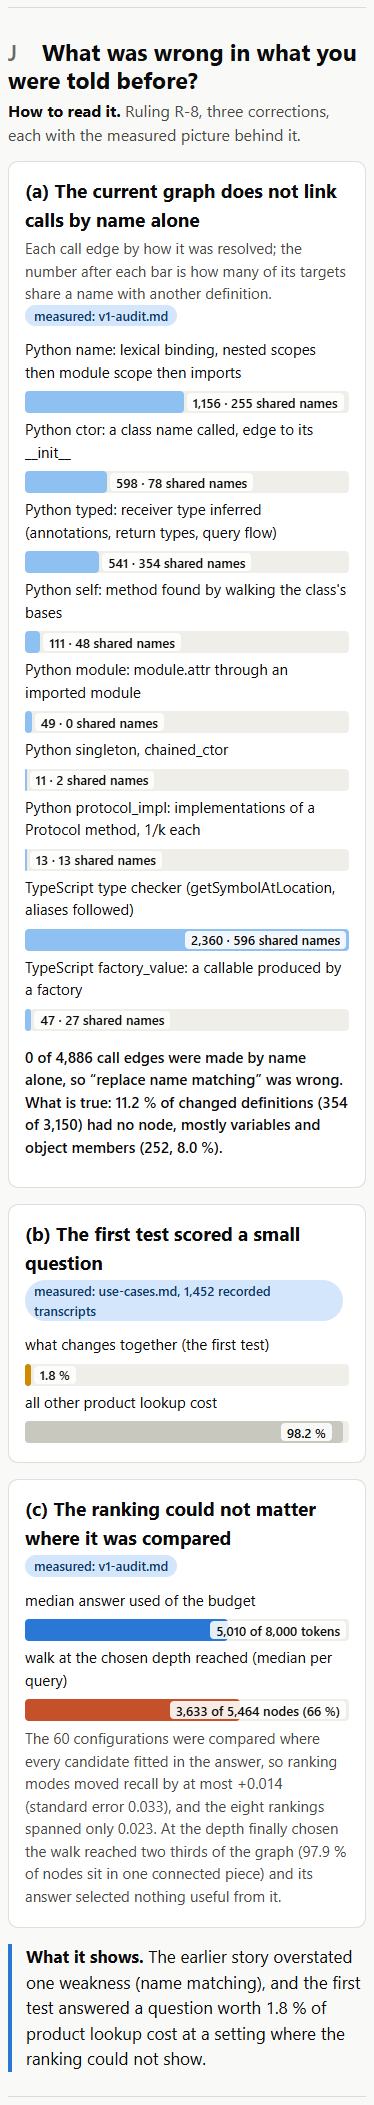 J What was wrong in what you
were told before?
How to read it. Ruling R-8, three corrections,
each with the measured picture behind it.
(a) The current graph does not link
calls by name alone
Each call edge by how it was resolved; the
number after each bar is how many of its targets
share a name with another definition.
measured: v1-audit.md
Python name: lexical binding, nested scopes
then module scope then imports
1,156 · 255 shared names
Python ctor: a class name called, edge to its
__init__
598 · 78 shared names
Python typed: receiver type inferred
(annotations, return types, query flow)
541 · 354 shared names
Python self: method found by walking the class's
bases
111 · 48 shared names
Python module: module.attr through an
imported module
49 · 0 shared names
Python singleton, chained_ctor
11 · 2 shared names
Python protocol_impl: implementations of a
Protocol method, 1/k each
13 · 13 shared names
TypeScript type checker (getSymbolAtLocation,
aliases followed)
2,360 · 596 shared names
TypeScript factory_value: a callable produced by
a factory
47 · 27 shared names
0 of 4,886 call edges were made by name
alone, so “replace name matching” was wrong.
What is true: 11.2 % of changed definitions (354
of 3,150) had no node, mostly variables and
object members (252, 8.0 %).
(b) The first test scored a small
question
measured: use-cases.md, 1,452 recorded
transcripts
what changes together (the first test)
1.8 %
all other product lookup cost
98.2 %
(c) The ranking could not matter
where it was compared
measured: v1-audit.md
median answer used of the budget
5,010 of 8,000 tokens
walk at the chosen depth reached (median per
query)
3,633 of 5,464 nodes (66 %)
The 60 configurations were compared where
every candidate fitted in the answer, so ranking
modes moved recall by at most +0.014
(standard error 0.033), and the eight rankings
spanned only 0.023. At the depth finally chosen
the walk reached two thirds of the graph (97.9 %
of nodes sit in one connected piece) and its
answer selected nothing useful from it.
What it shows. The earlier story overstated
one weakness (name matching), and the first
test answered a question worth 1.8 % of
product lookup cost at a setting where the
ranking could not show.